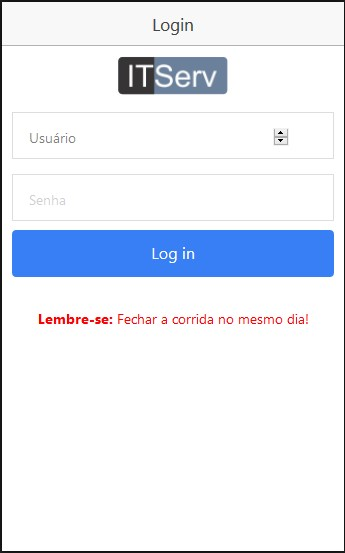 Login
ITServ
Usuário
Senha
Log in
Lembre-se: Fechar a corrida no mesmo dia!